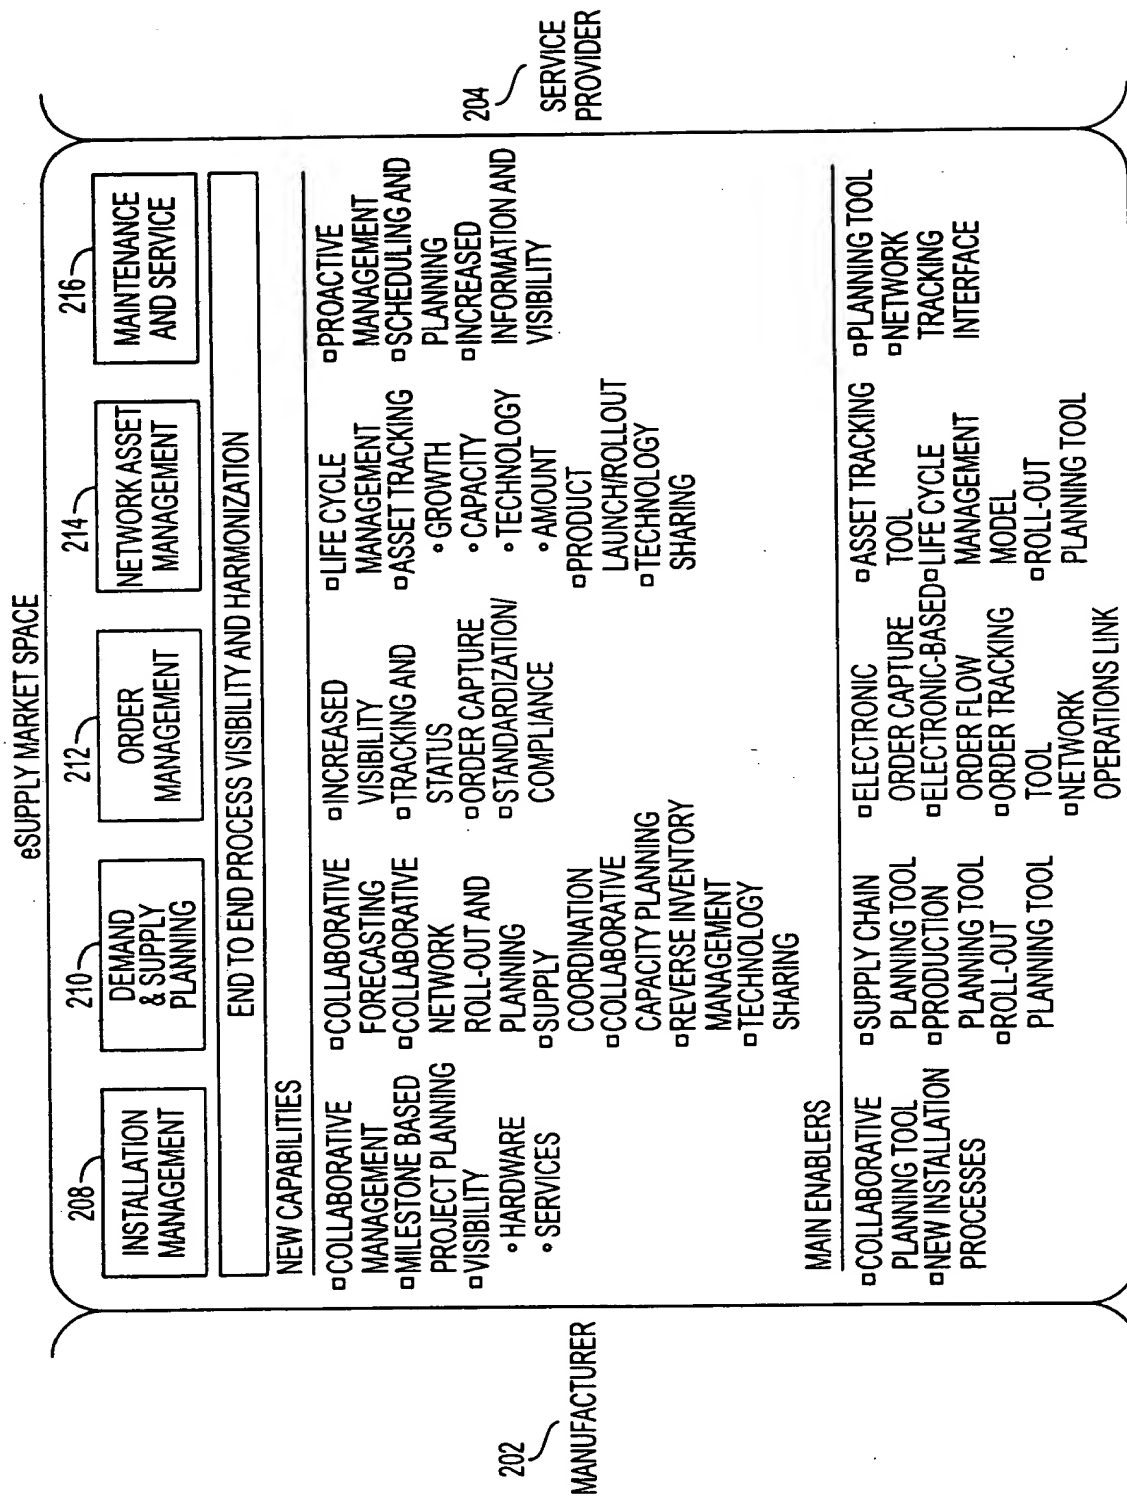 eSUPPLY MARKET SPACE
202
MANUFACTURER
204
SERVICE
PROVIDER
208
INSTALLATION
MANAGEMENT
210
DEMAND
& SUPPLY
PLANNING
212
ORDER
MANAGEMENT
214
NETWORK ASSET
MANAGEMENT
216
MAINTENANCE
AND SERVICE
END TO END PROCESS VISIBILITY AND HARMONIZATION
NEW CAPABILITIES
▫COLLABORATIVE
MANAGEMENT
▫MILESTONE BASED
PROJECT PLANNING
▫VISIBILITY
• HARDWARE
• SERVICES
▫COLLABORATIVE
FORECASTING
▫COLLABORATIVE
NETWORK
ROLL-OUT AND
PLANNING
▫SUPPLY
COORDINATION
▫COLLABORATIVE
CAPACITY PLANNING
▫REVERSE INVENTORY
MANAGEMENT
▫TECHNOLOGY
SHARING
▫INCREASED
VISIBILITY
▫TRACKING AND
STATUS
▫ORDER CAPTURE
▫STANDARDIZATION/
COMPLIANCE
▫LIFE CYCLE
MANAGEMENT
▫ASSET TRACKING
• GROWTH
• CAPACITY
• TECHNOLOGY
• AMOUNT
▫PRODUCT
LAUNCH/ROLLOUT
▫TECHNOLOGY
SHARING
▫PROACTIVE
MANAGEMENT
▫SCHEDULING AND
PLANNING
▫INCREASED
INFORMATION AND
VISIBILITY
MAIN ENABLERS
▫COLLABORATIVE
PLANNING TOOL
▫NEW INSTALLATION
PROCESSES
▫SUPPLY CHAIN
PLANNING TOOL
▫PRODUCTION
PLANNING TOOL
▫ROLL-OUT
PLANNING TOOL
▫ELECTRONIC
ORDER CAPTURE
▫ELECTRONIC-BASED
ORDER FLOW
▫ORDER TRACKING
TOOL
▫NETWORK
OPERATIONS LINK
▫ASSET TRACKING
TOOL
▫LIFE CYCLE
MANAGEMENT
MODEL
▫ROLL-OUT
PLANNING TOOL
▫PLANNING TOOL
▫NETWORK
TRACKING
INTERFACE